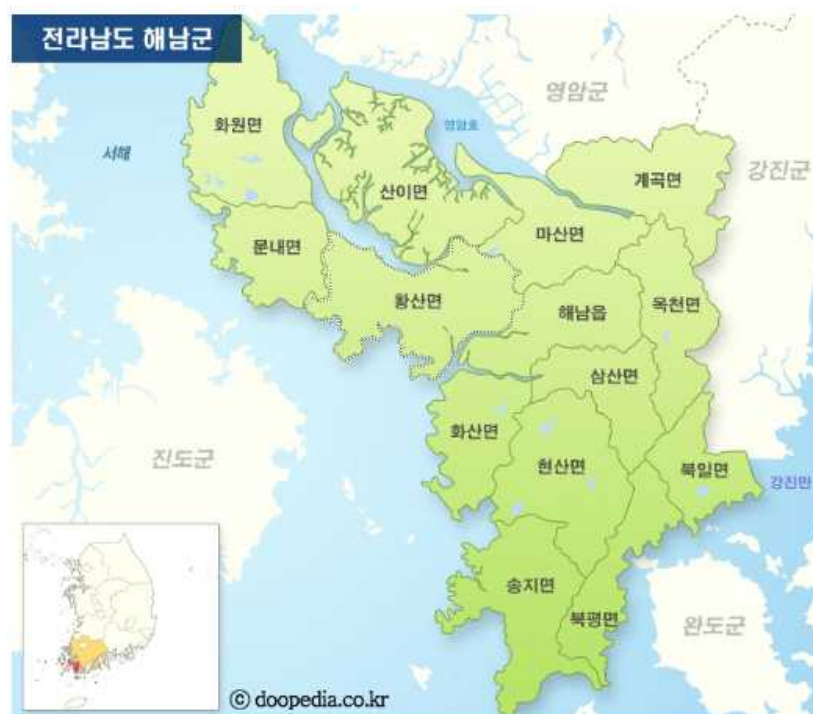 전라남도 해남군
영암군
화원면
영암호
서해
계곡면
강진군
산이면
마산면
문내면
황산면
해남읍
옥천면
삼산면
화산면
진도군
현산면
북일면
강진만
송지면
북평면
완도군
ⓒ doopedia.co.kr